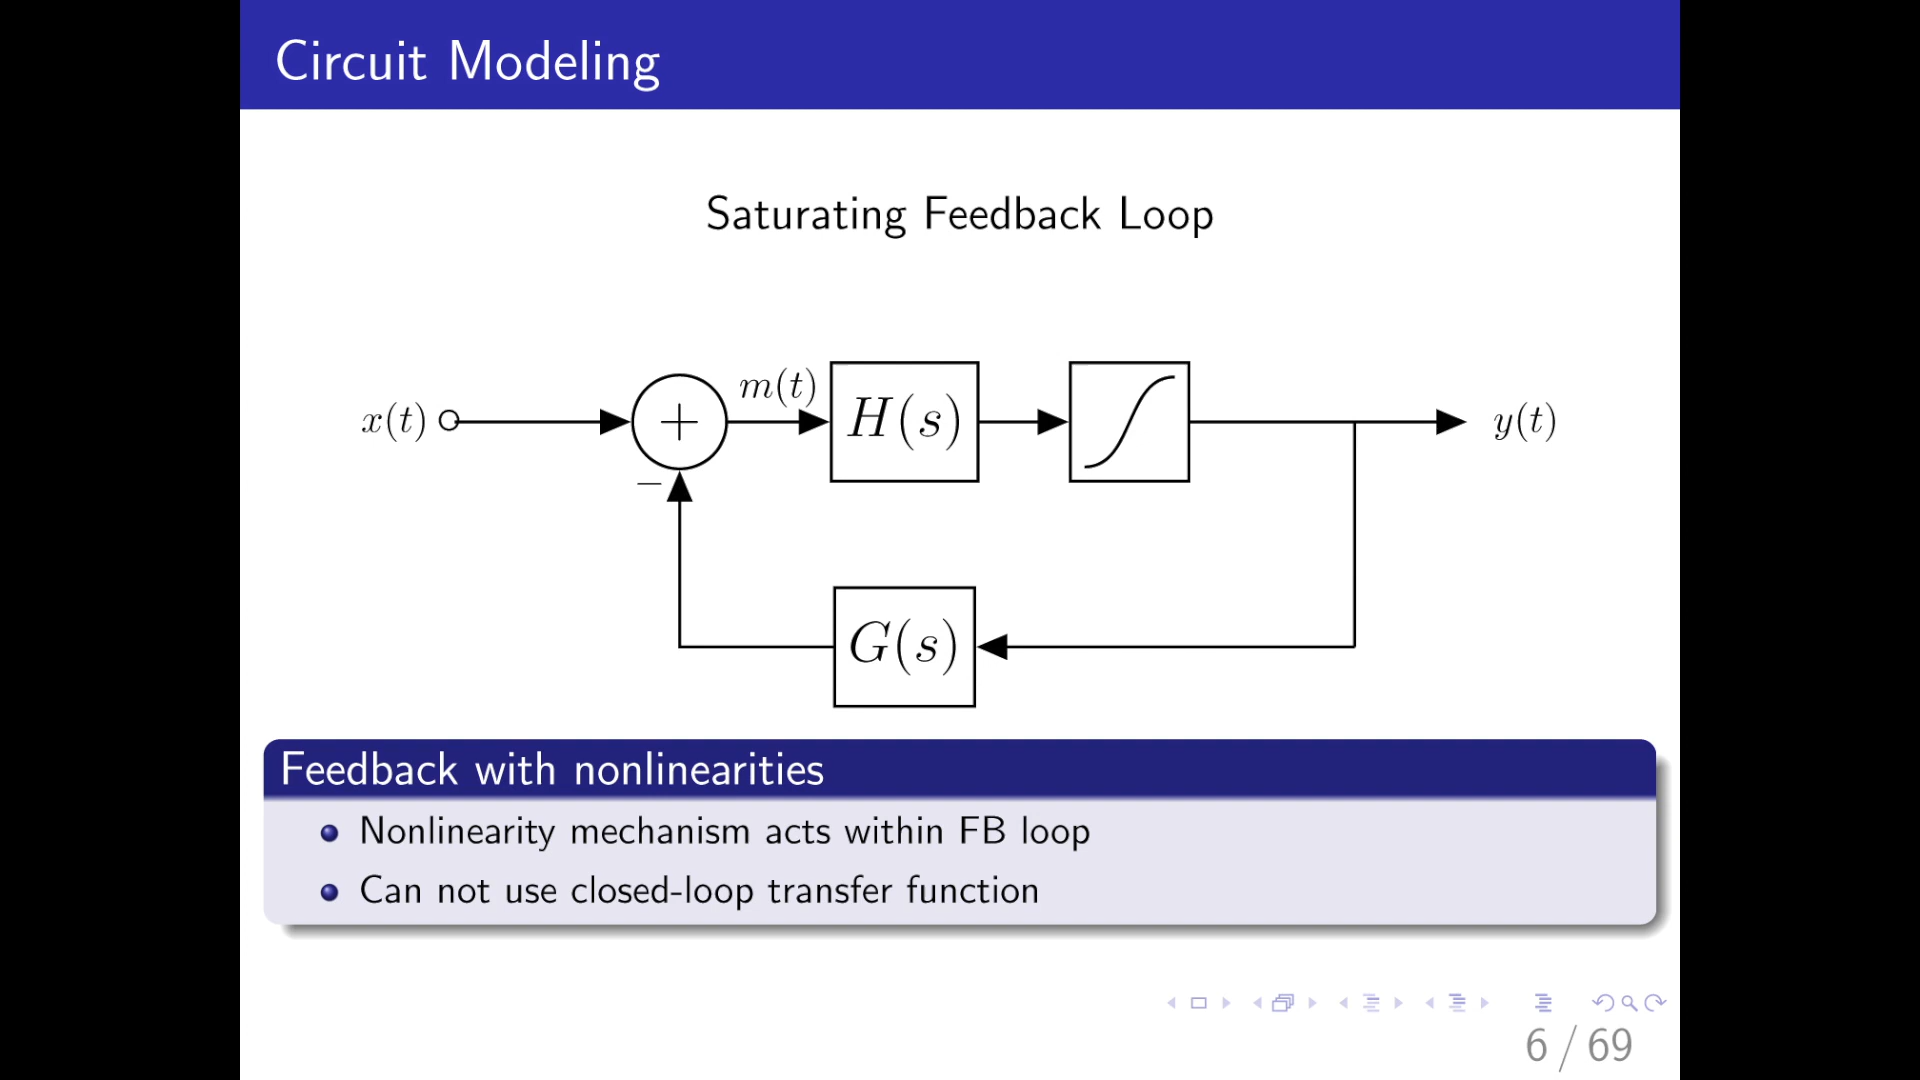 Circuit Modeling
Saturating Feedback Loop
x(t)
+
m(t)
H(s)
y(t)
−
G(s)
Feedback with nonlinearities
Nonlinearity mechanism acts within FB loop
Can not use closed-loop transfer function
6 / 69